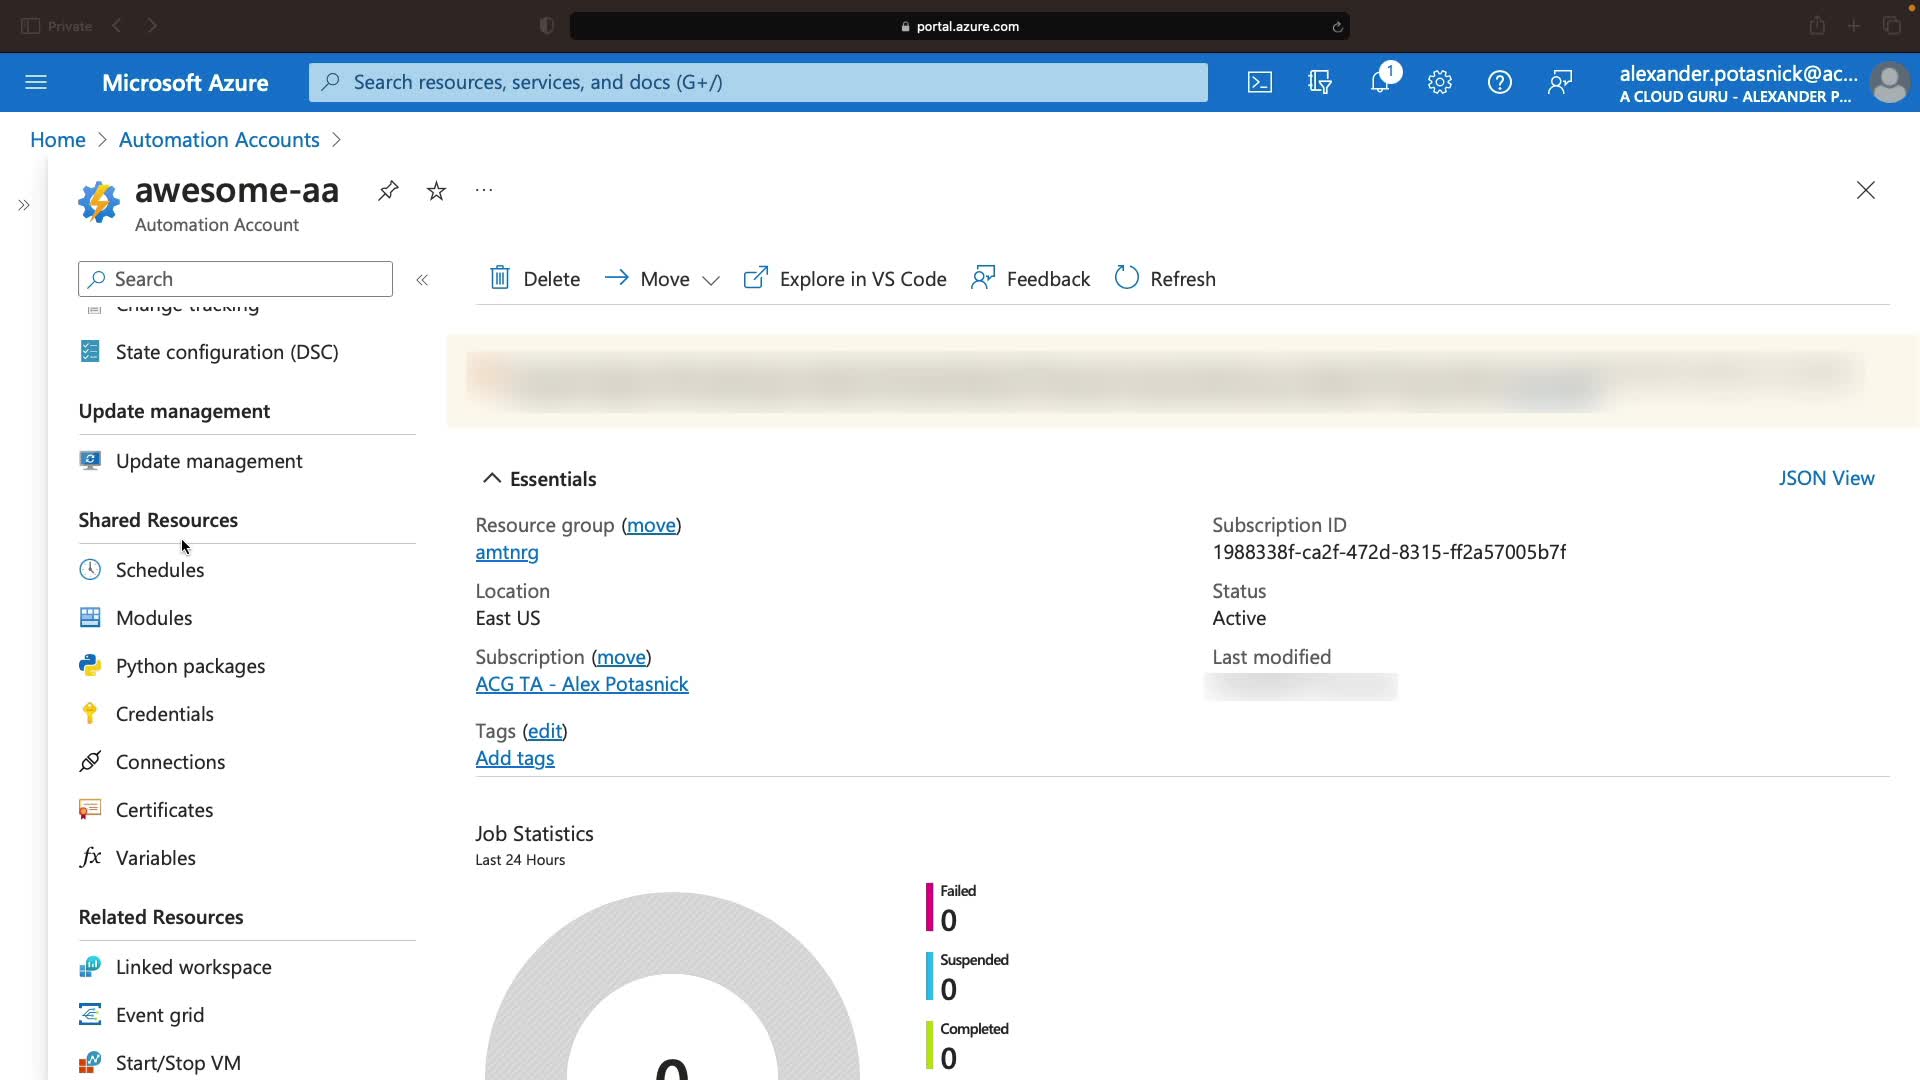 Private
portal.azure.com
Microsoft Azure
Search resources, services, and docs (G+/)
1
alexander.potasnick@ac...
A CLOUD GURU - ALEXANDER P...
Home > Automation Accounts >
awesome-aa
Automation Account
Search
Delete
Move
Explore in VS Code
Feedback
Refresh
Change tracking
State configuration (DSC)
Update management
Update management
Shared Resources
Schedules
Modules
Python packages
Credentials
Connections
Certificates
Variables
Related Resources
Linked workspace
Event grid
Start/Stop VM
Essentials
JSON View
Resource group (move)
amtnrg
Location
East US
Subscription (move)
ACG TA - Alex Potasnick
Tags (edit)
Add tags
Subscription ID
1988338f-ca2f-472d-8315-ff2a57005b7f
Status
Active
Last modified
Job Statistics
Last 24 Hours
0
Failed
0
Suspended
0
Completed
0